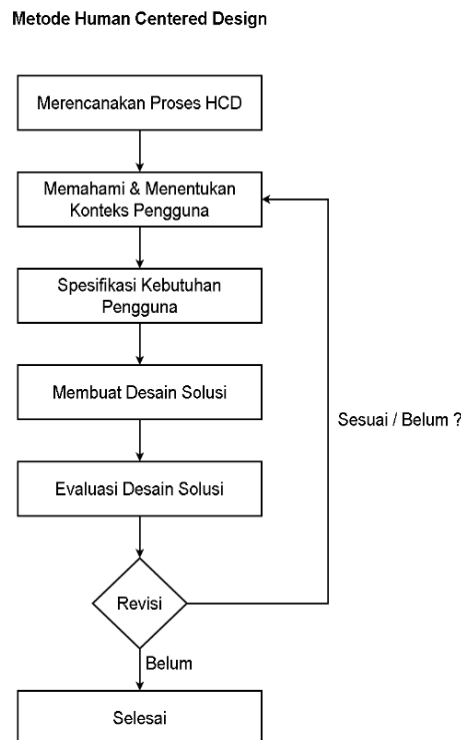 Metode Human Centered Design
Merencanakan Proses HCD
Memahami & Menentukan
Konteks Pengguna
Spesifikasi Kebutuhan
Pengguna
Membuat Desain Solusi
Sesuai / Belum ?
Evaluasi Desain Solusi
Revisi
Belum
Selesai